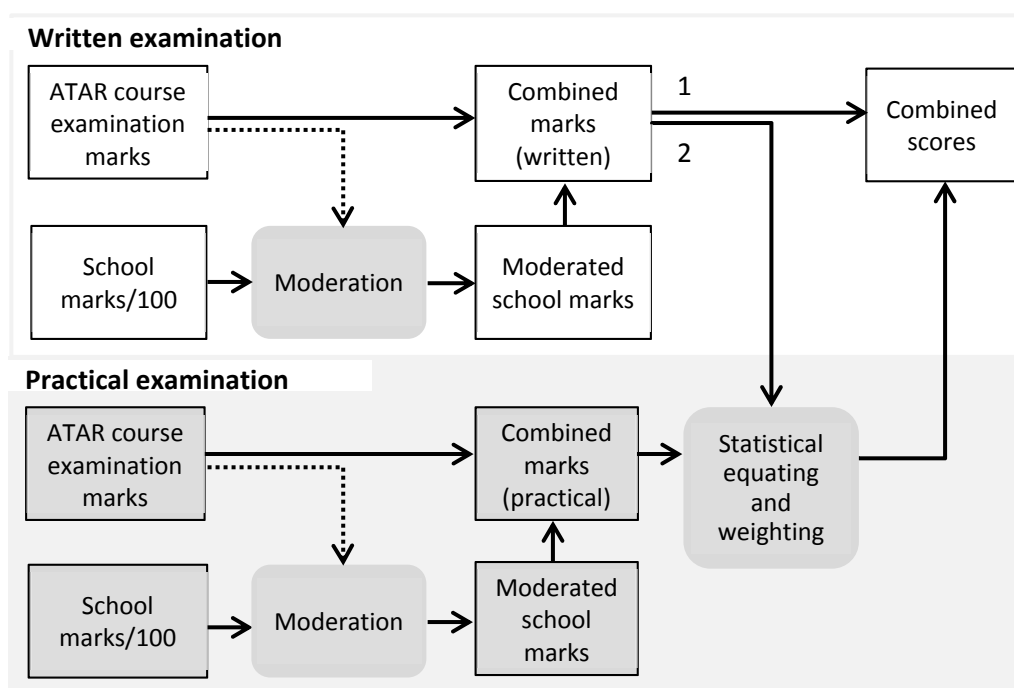 Written examination
ATAR course
examination
marks
Combined
marks
(written)
1
2
Combined
scores
School
marks/100
Moderation
Moderated
school marks
Practical examination
ATAR course
examination
marks
Combined
marks
(practical)
Statistical
equating
and
weighting
School
marks/100
Moderation
Moderated
school
marks